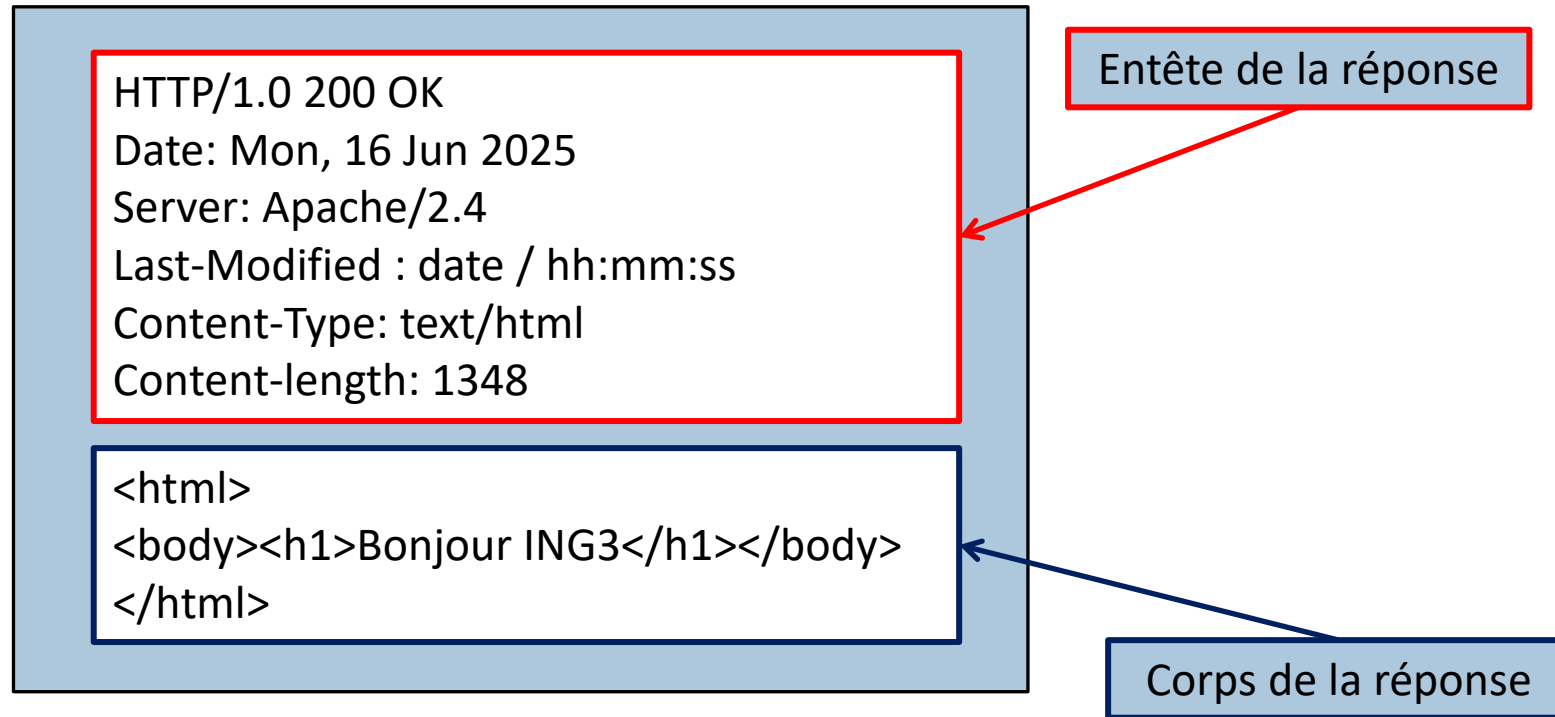 HTTP/1.0 200 OK
Date: Mon, 16 Jun 2025
Server: Apache/2.4
Last-Modified : date / hh:mm:ss
Content-Type: text/html
Content-length: 1348
Entête de la réponse
<html>
<body><h1>Bonjour ING3</h1></body>
</html>
Corps de la réponse